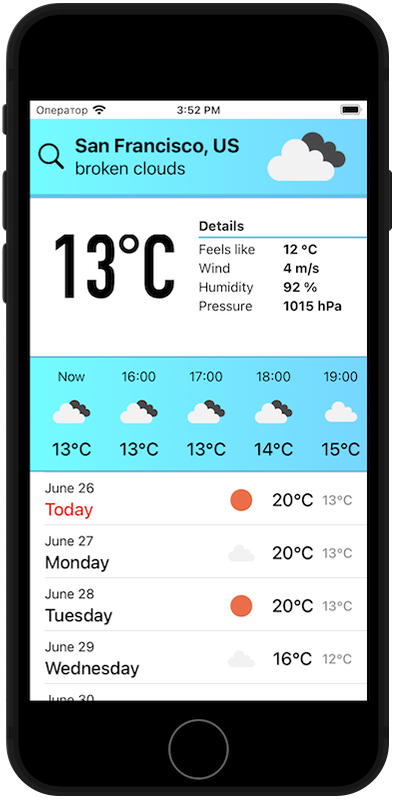 Оператор 3:52 PM
San Francisco, US
broken clouds
13°C
Details
Feels like 12 °C
Wind 4 m/s
Humidity 92 %
Pressure 1015 hPa
Now 16:00 17:00 18:00 19:00
13°C 13°C 13°C 14°C 15°C
June 26
Today 20°C 13°C
June 27
Monday 20°C 13°C
June 28
Tuesday 20°C 13°C
June 29
Wednesday 16°C 12°C
June 30